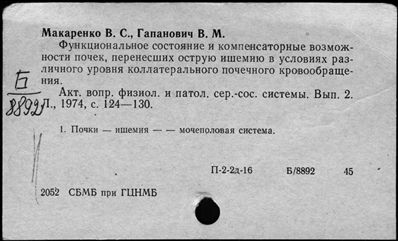 Макаренко В. С., Гапанович В. М.
Функциональное состояние и компенсаторные возмож-
ности почек, перенесших острую ишемию в условиях раз-
личного уровня коллатерального почечного кровообраще-
ния.
Акт. вопр. физиол. и патол. сер.-сос. системы. Вып. 2.
Л., 1974, с. 124—130.
Б
8892
1. Почки — ишемия — — мочеполовая система.
П-2-2д-16 Б/8892 45
2052 СБМБ при ГЦНМБ